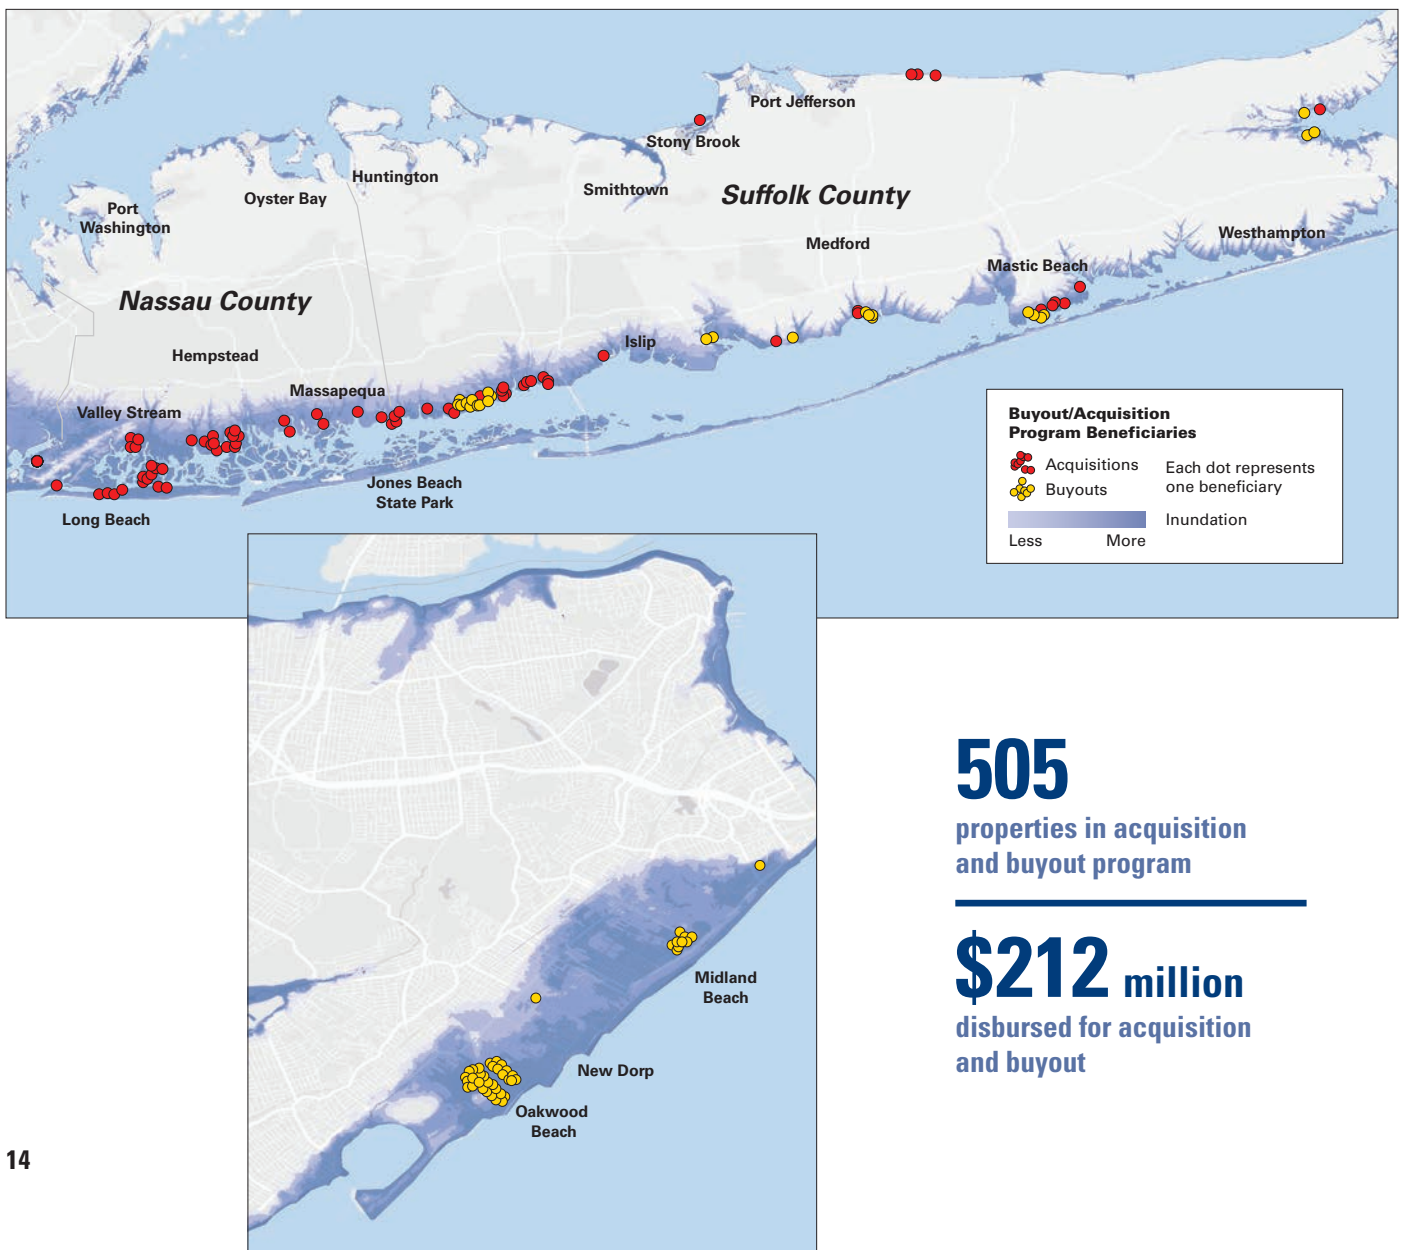 Port Jefferson
Stony Brook
Huntington
Smithtown
Oyster Bay
Suffolk County
Port
Washington
Westhampton
Medford
Mastic Beach
Nassau County
Islip
Hempstead
Massapequa
Valley Stream
Jones Beach
State Park
Long Beach
Buyout/Acquisition
Program Beneficiaries
Acquisitions
Buyouts
Each dot represents
one beneficiary
Inundation
Less More
505
properties in acquisition
and buyout program
$212 million
disbursed for acquisition
and buyout
Midland
Beach
New Dorp
Oakwood
Beach
14